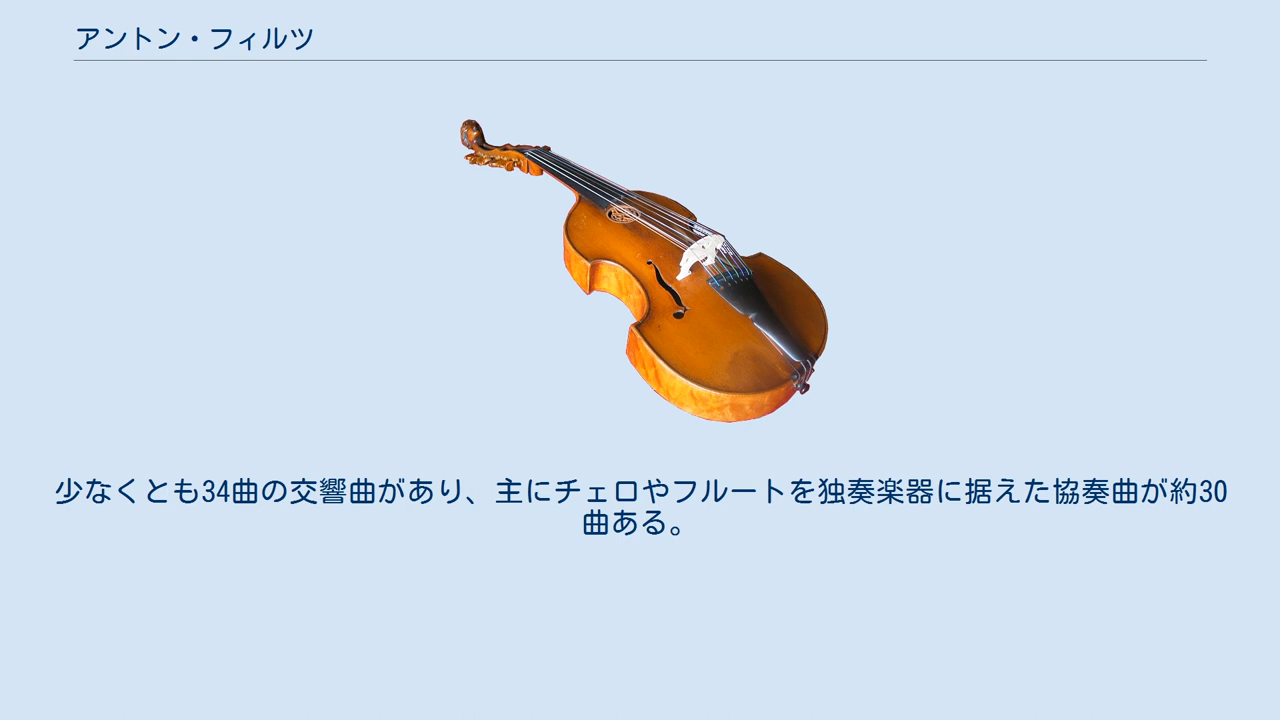 アントン・フィルツ
少なくとも34曲の交響曲があり、主にチェロやフルートを独奏楽器に据えた協奏曲が約30
曲ある。